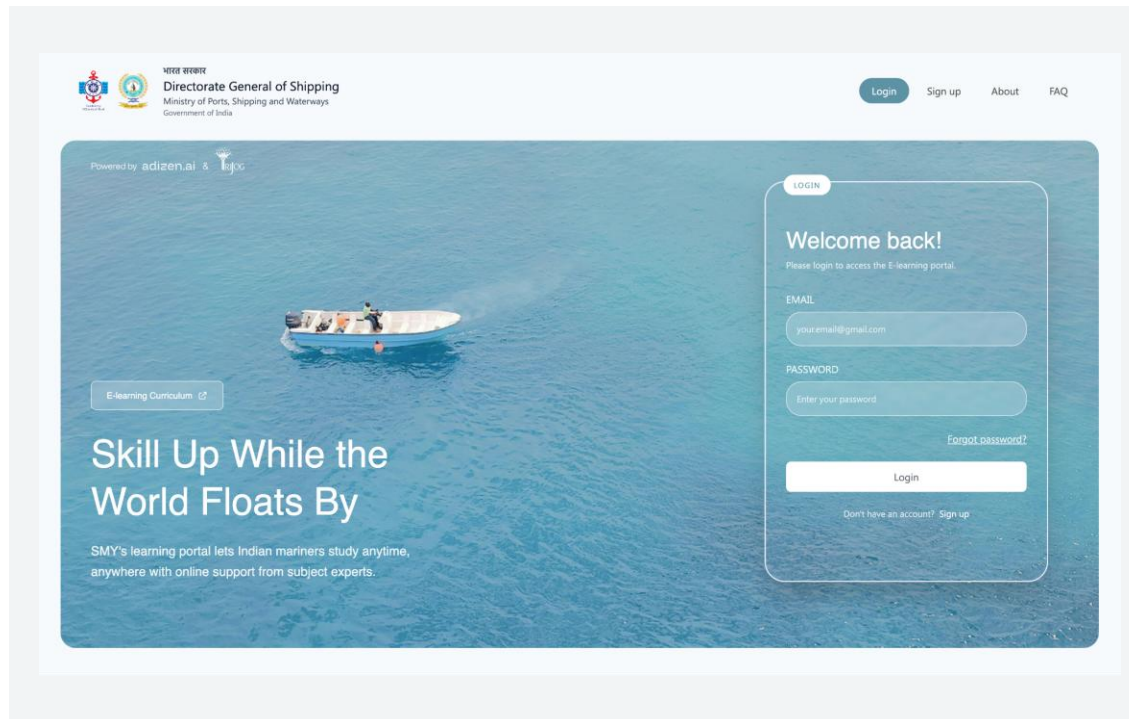 भारत सरकार
Directorate General of Shipping
Ministry of Ports, Shipping and Waterways
Government of India
Login
Sign up
About
FAQ
Powered by adizen.ai & TRIJOG
LOGIN
Welcome back!
Please login to access the E-learning portal.
EMAIL
your.email@gmail.com
PASSWORD
Enter your password
Forgot password?
Login
Don't have an account? Sign up
E-learning Curriculum
Skill Up While the
World Floats By
SMY's learning portal lets Indian mariners study anytime,
anywhere with online support from subject experts.